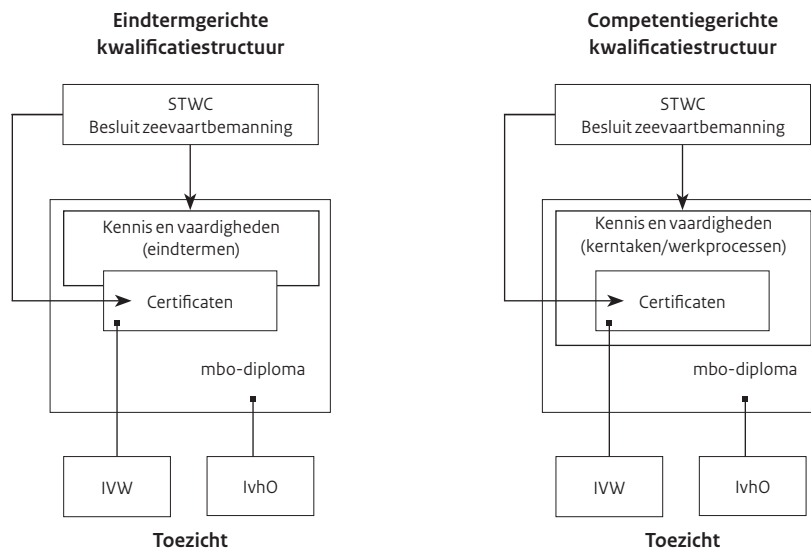 Eindtermgerichte
kwalificatiestructuur
STWC
Besluit zeevaartbemanning
Kennis en vaardigheden
(eindtermen)
Certificaten
mbo-diploma
IVW
IvhO
Toezicht
Competentiegerichte
kwalificatiestructuur
STWC
Besluit zeevaartbemanning
Kennis en vaardigheden
(kerntaken/werkprocessen)
Certificaten
mbo-diploma
IVW
IvhO
Toezicht